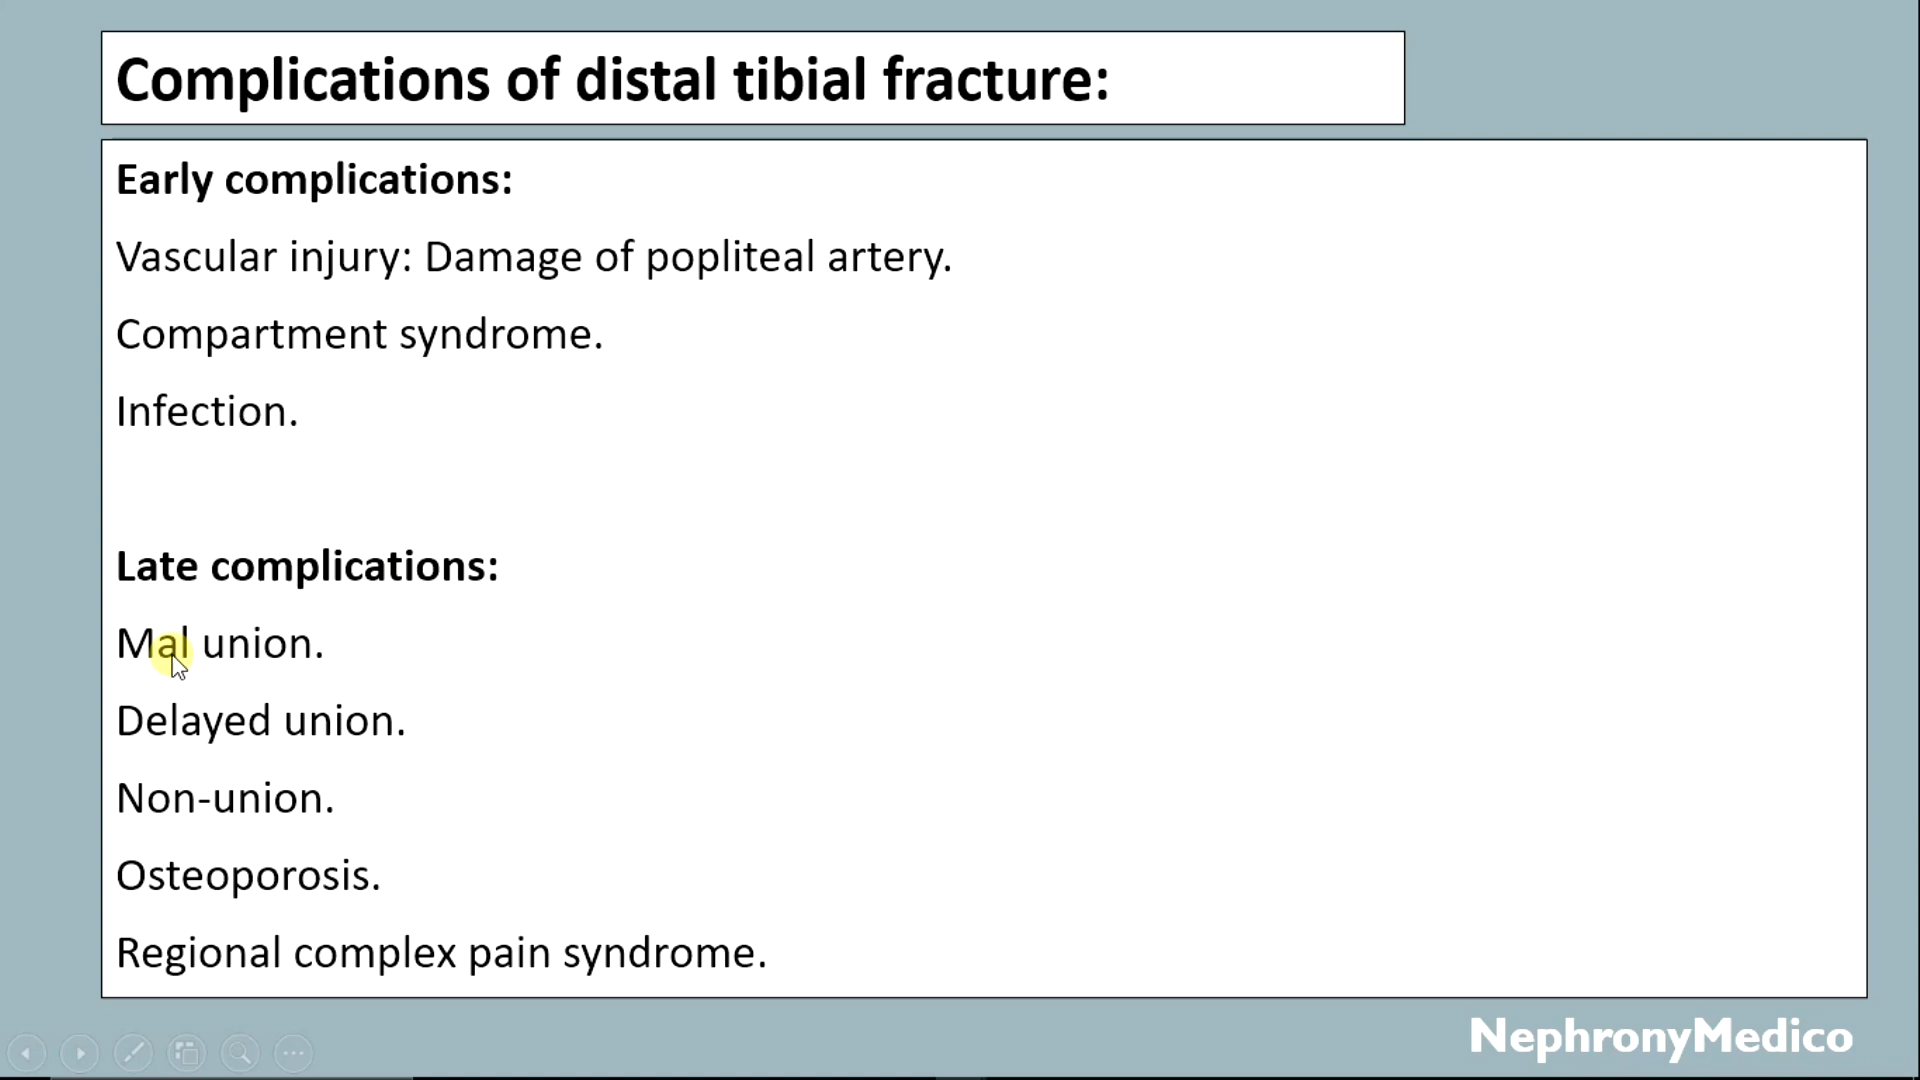 Complications of distal tibial fracture:
Early complications:
Vascular injury: Damage of popliteal artery.
Compartment syndrome.
Infection.
Late complications:
Mal union.
Delayed union.
Non-union.
Osteoporosis.
Regional complex pain syndrome.
NephronyMedico